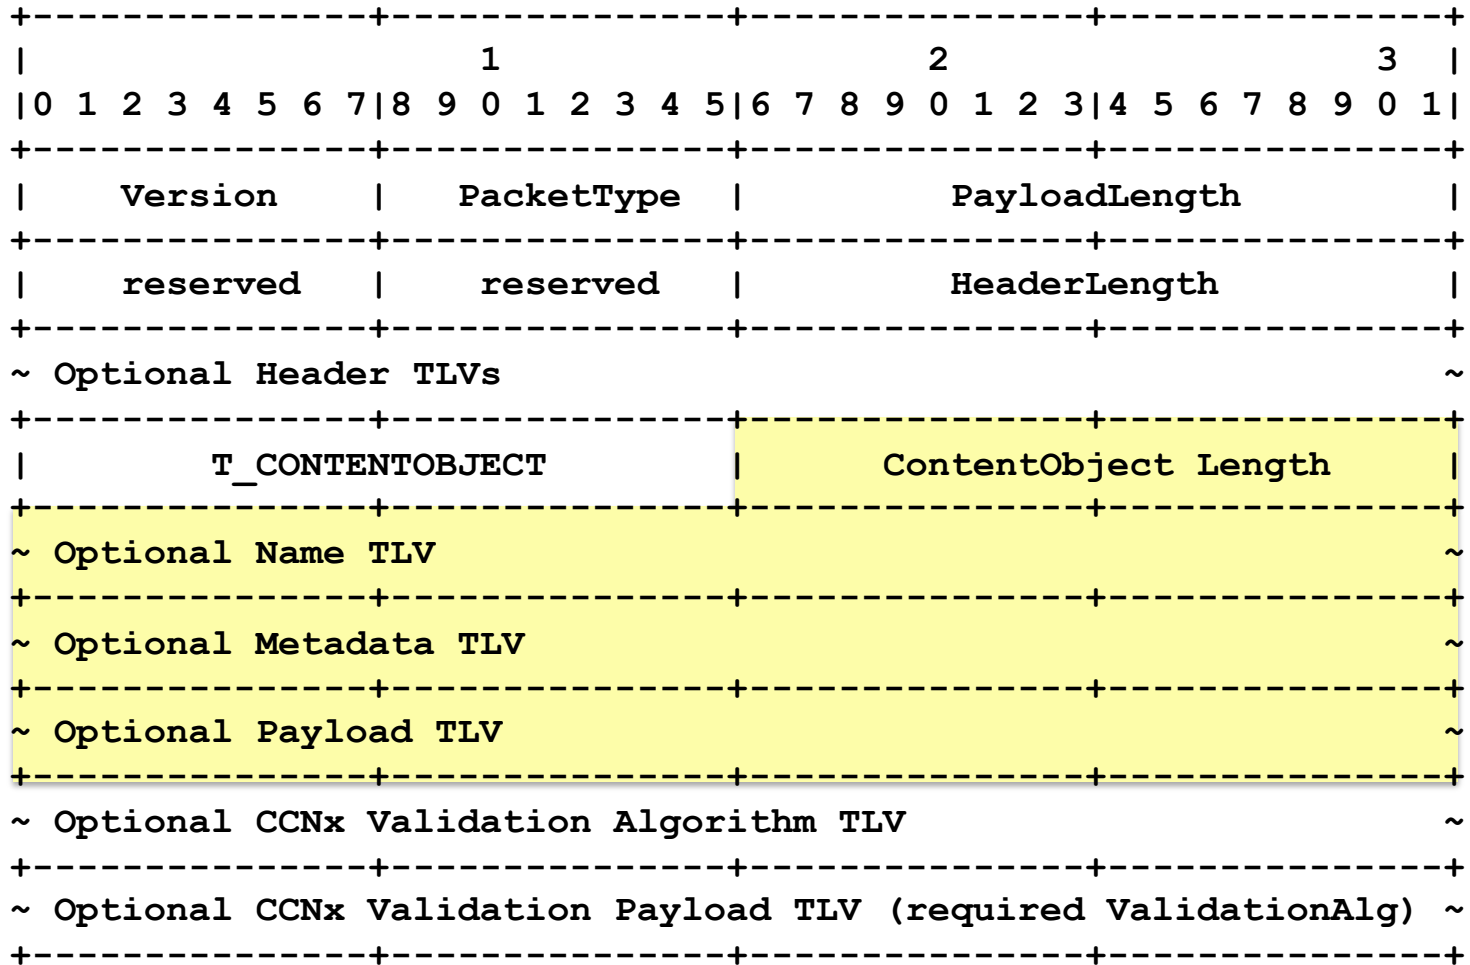 +---------------+---------------+---------------+---------------+
|                    1                   2                   3  |
|0 1 2 3 4 5 6 7|8 9 0 1 2 3 4 5|6 7 8 9 0 1 2 3|4 5 6 7 8 9 0 1|
+---------------+---------------+---------------+---------------+
|    Version    |   PacketType  |         PayloadLength         |
+---------------+---------------+---------------+---------------+
|    reserved   |    reserved   |         HeaderLength          |
+---------------+---------------+---------------+---------------+
~ Optional Header TLVs                                          ~
+---------------+---------------+---------------+---------------+
|        T_CONTENTOBJECT        |      ContentObject Length     |
+---------------+---------------+---------------+---------------+
~ Optional Name TLV                                             ~
+---------------+---------------+---------------+---------------+
~ Optional Metadata TLV                                         ~
+---------------+---------------+---------------+---------------+
~ Optional Payload TLV                                          ~
+---------------+---------------+---------------+---------------+
~ Optional CCNx Validation Algorithm TLV                        ~
+---------------+---------------+---------------+---------------+
~ Optional CCNx Validation Payload TLV (required ValidationAlg) ~
+---------------+---------------+---------------+---------------+